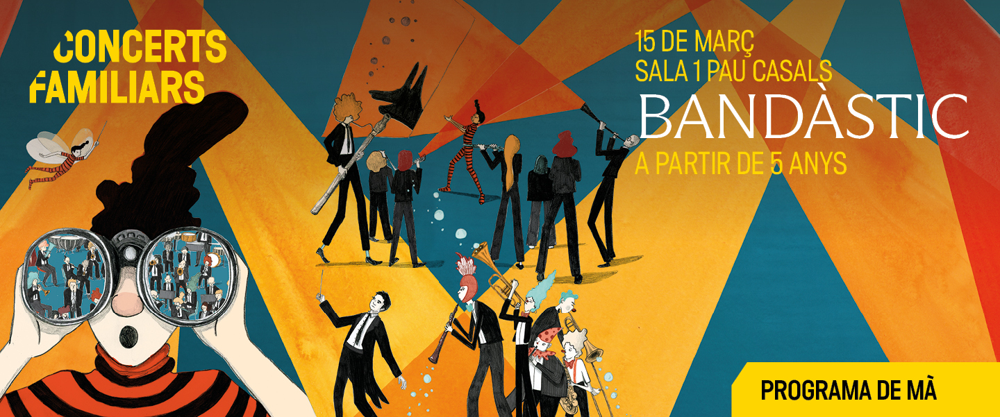 CONCERTS
FAMILIARS
15 DE MARÇ
SALA 1 PAU CASALS
BANDÀSTIC
A PARTIR DE 5 ANYS
PROGRAMA DE MÀ